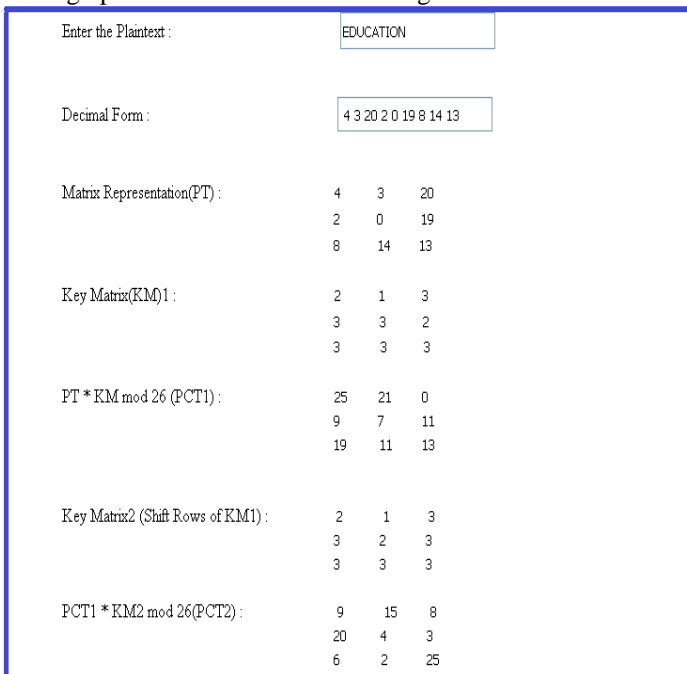 Enter the Plaintext : EDUCATION
Decimal Form : 4 3 20 2 0 19 8 14 13
Matrix Representation(PT) : 4 3 20
2 0 19
8 14 13
Key Matrix(KM)1 : 2 1 3
3 3 2
3 3 3
PT * KM mod 26 (PCT1) : 25 21 0
9 7 11
19 11 13
Key Matrix2 (Shift Rows of KM1) : 2 1 3
3 2 3
3 3 3
PCT1 * KM2 mod 26(PCT2) : 9 15 8
20 4 3
6 2 25